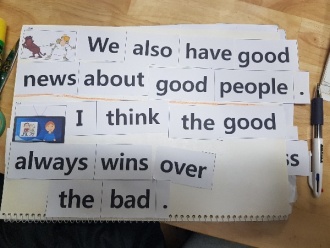 We also have good
news about good people .
I think the good
always wins over
the bad .